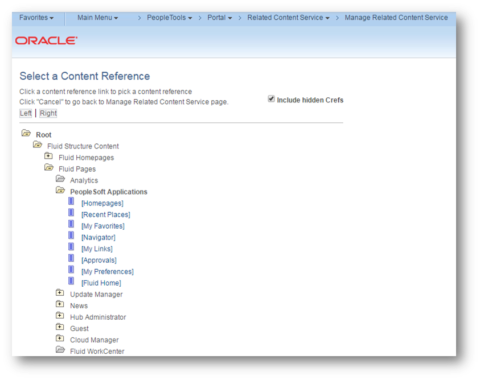 Favorites Main Menu > PeopleTools > Portal > Related Content Service > Manage Related Content Service
ORACLE
Select a Content Reference
Click a content reference link to pick a content reference
Click "Cancel" to go back to Manage Related Content Service page.
Include hidden Crefs
Left | Right
Root
Fluid Structure Content
Fluid Homepages
Fluid Pages
Analytics
PeopleSoft Applications
[Homepages]
[Recent Places]
[My Favorites]
[Navigator]
[My Links]
[Approvals]
[My Preferences]
[Fluid Home]
Update Manager
News
Hub Administrator
Guest
Cloud Manager
Fluid WorkCenter